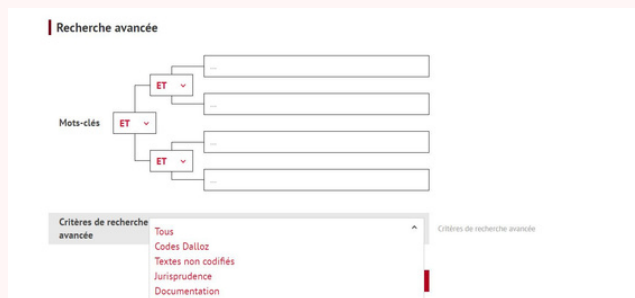 Recherche avancée
...
ET
...
Mots-clés ET
...
ET
...
Critères de recherche
avancée
Tous
Critères de recherche avancée
Codes Dalloz
Textes non codifiés
Jurisprudence
Documentation